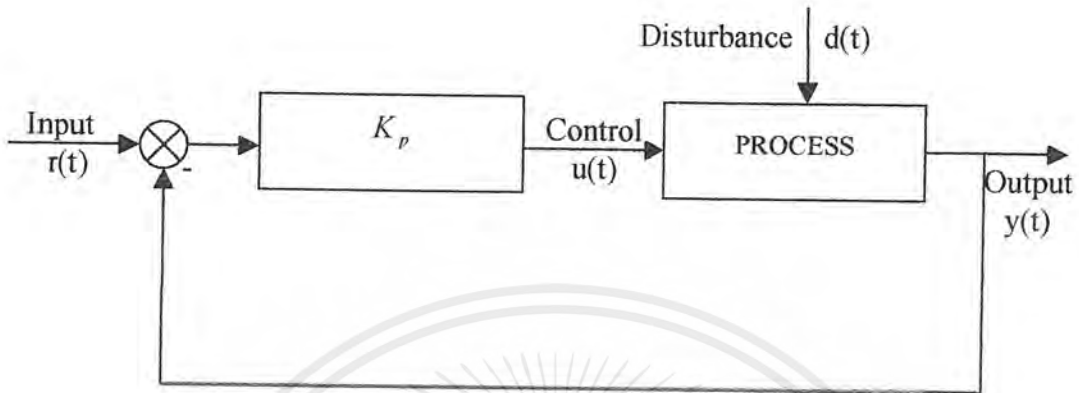 Disturbance d(t)
Input
r(t)
-
K_p
Control
u(t)
PROCESS
Output
y(t)